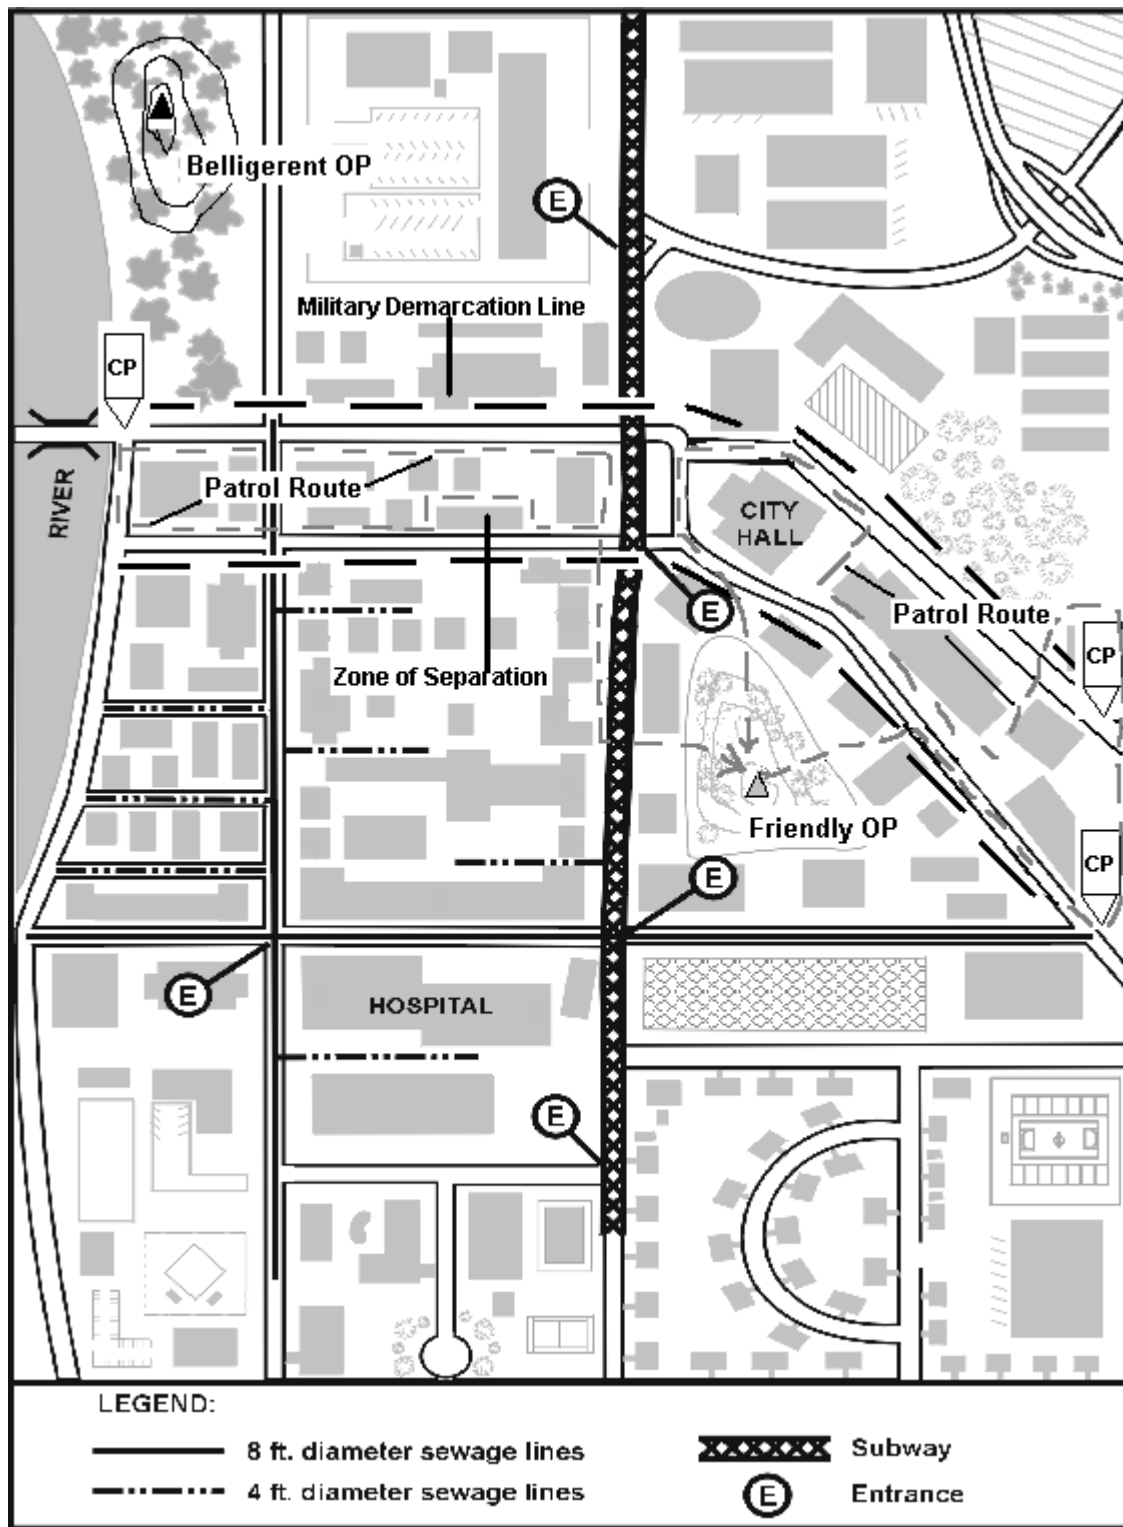 Belligerent OP
E
Military Demarcation Line
CP
Patrol Route
RIVER
CITY
HALL
E
Patrol Route
CP
Zone of Separation
Friendly OP
CP
E
E
HOSPITAL
E
LEGEND:
8 ft. diameter sewage lines
4 ft. diameter sewage lines
Subway
E
Entrance